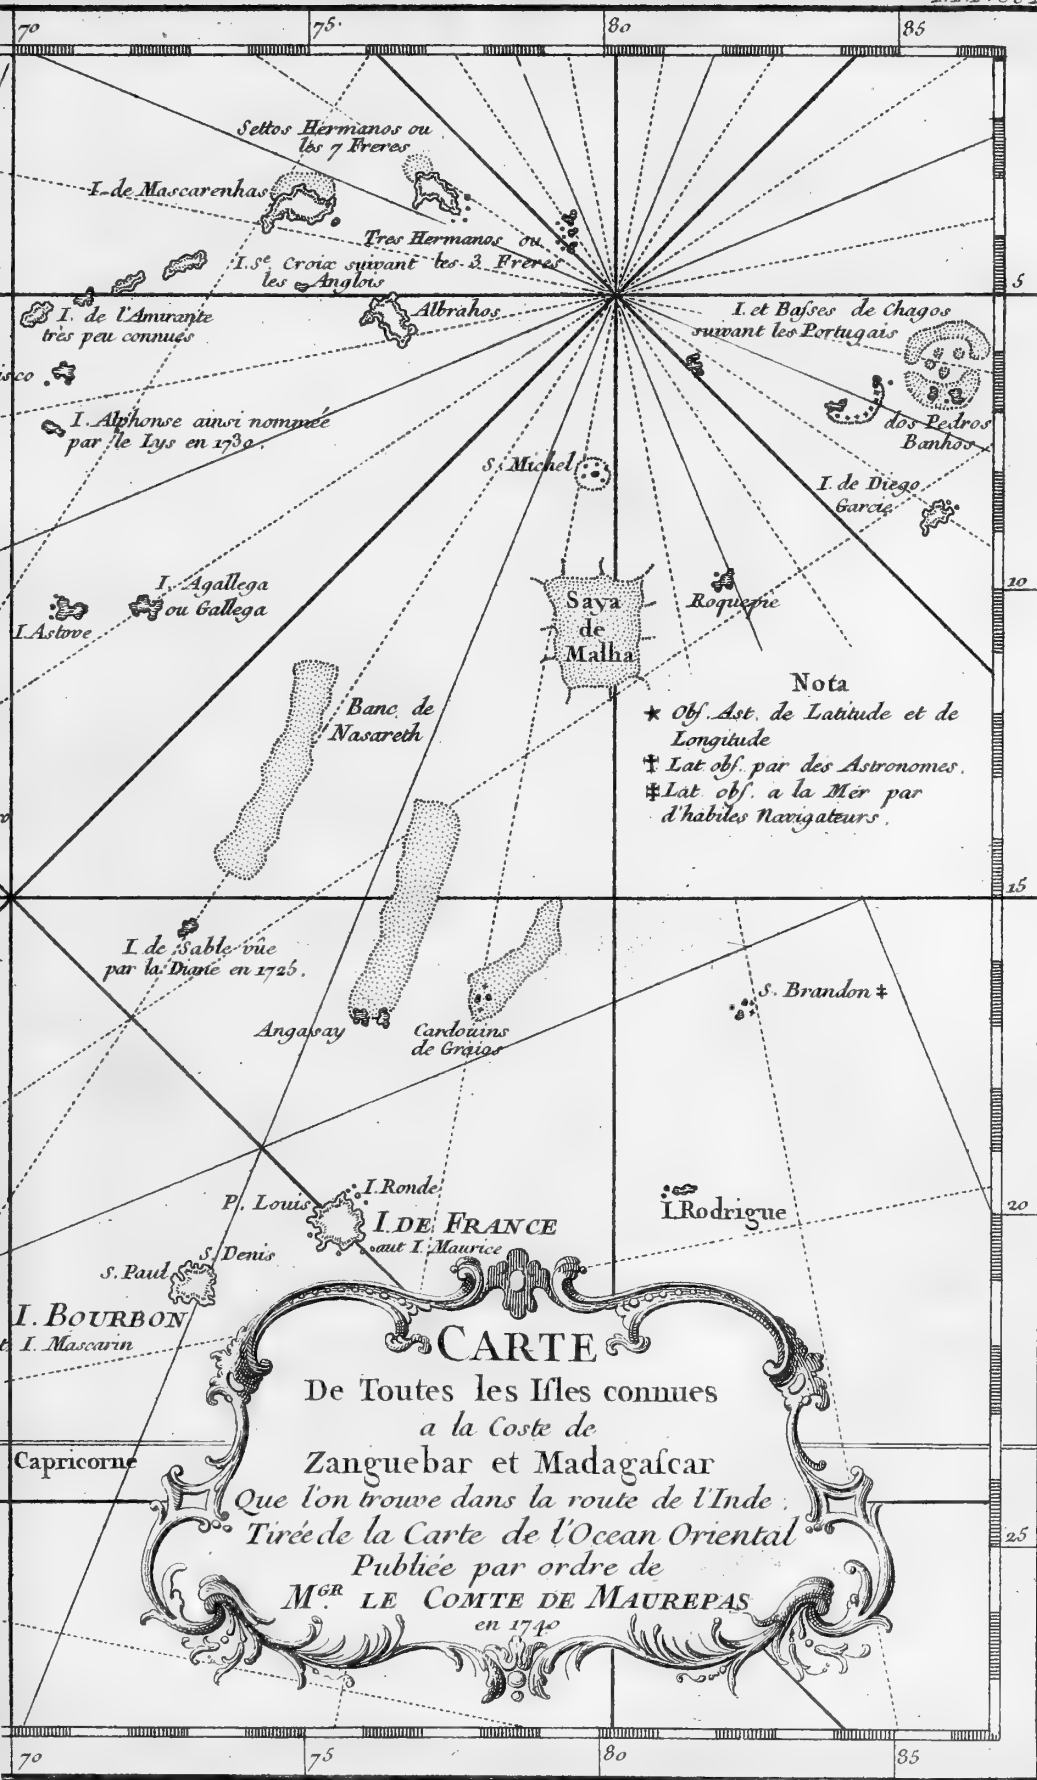 70
75.
80
85
Settos Hermanos ou
les 7 Freres
I. de Mascarenhas
Tres Hermanos ou
les 3 Freres
I. Sᵉ Croix suivant
les Anglois
5
I. de l'Amirante
très peu connues
Albrahos
I. et Baſses de Chagos
suivant les Portugais
I. Alphonse ainsi nommée
par le Lys en 1730.
dos Pedros
Banhos
S. Michel
I. de Diego
Garcie
10
I. Agallega
ou Gallega
I. Astove
Saya
de
Malha
Roquepie
Banc de
Nasareth
Nota
★ Obſ. Ast. de Latitude et de
Longitude
† Lat obſ. par des Astronomes.
‡ Lat. obſ. a la Mer par
d'habiles Navigateurs.
15
I. de Sable vûe
par la Diane en 1725.
Angasay
Cardouins
de Graios
S. Brandon ‡
I. Ronde
P. Louis
I. DE FRANCE
aut I. Maurice
I. Rodrigue
20
S. Denis
S. Paul
I. BOURBON
I. Mascarin
CARTE
De Toutes les Iſles connues
a la Coste de
Zanguebar et Madagaſcar
Que l'on trouve dans la route de l'Inde,
Tirée de la Carte de l'Ocean Oriental
Publiée par ordre de
Mᴳᴿ. LE COMTE DE MAUREPAS
en 1740
Capricorne
25
70
75
80
85